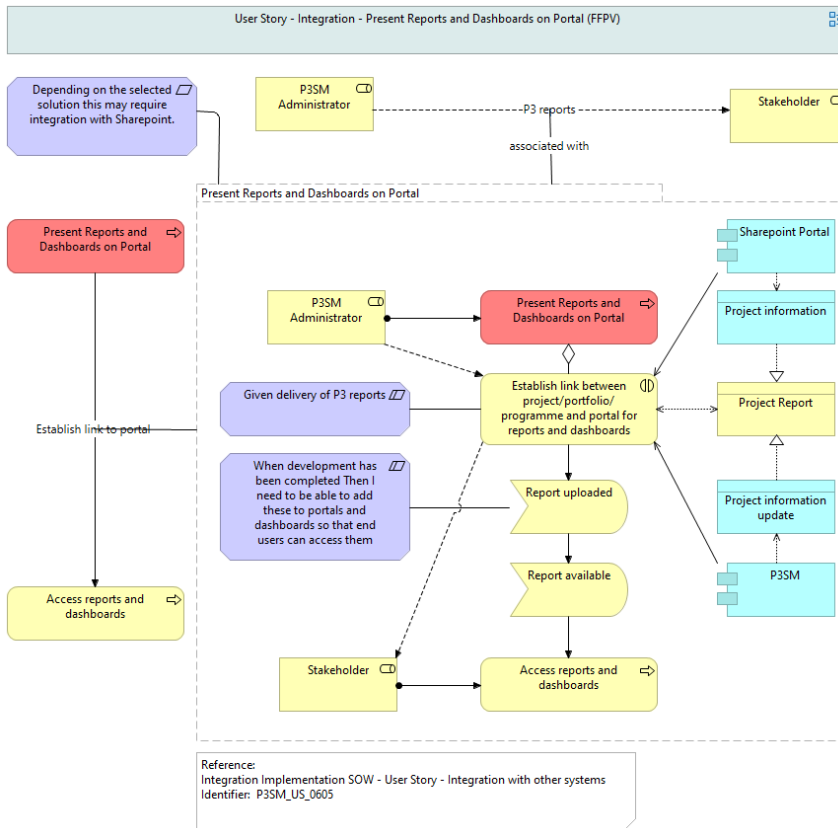 User Story - Integration - Present Reports and Dashboards on Portal (FFPV)
Depending on the selected
solution this may require
integration with Sharepoint.
P3SM
Administrator
P3 reports
Stakeholder
associated with
Present Reports and Dashboards on Portal
Present Reports and
Dashboards on Portal
Sharepoint Portal
P3SM
Administrator
Present Reports and
Dashboards on Portal
Project information
Given delivery of P3 reports
Establish link between
project/portfolio/
programme and portal for
reports and dashboards
Project Report
Establish link to portal
When development has
been completed Then I
need to be able to add
these to portals and
dashboards so that end
users can access them
Report uploaded
Project information
update
Report available
P3SM
Access reports and
dashboards
Stakeholder
Access reports and
dashboards
Reference:
Integration Implementation SOW - User Story - Integration with other systems
Identifier:  P3SM_US_0605